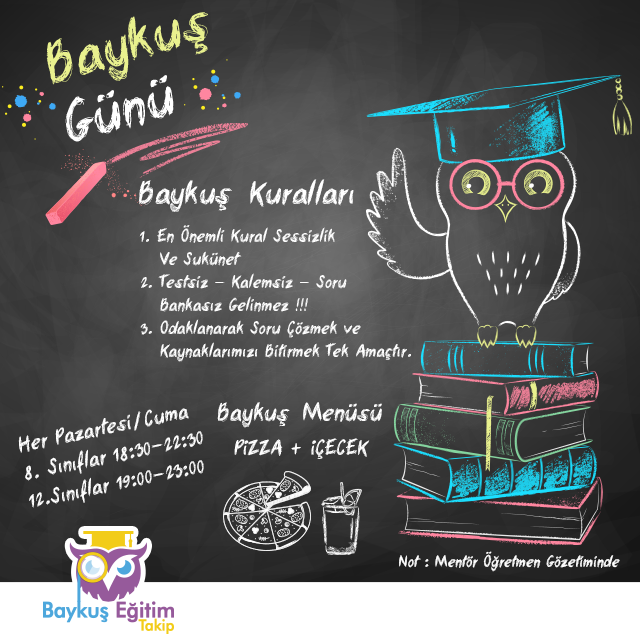 Baykuş
Günü
Baykuş Kuralları
1. En Önemli Kural Sessizlik
Ve Sukünet
2. Testsiz – Kalemsiz – Soru
Bankasız Gelinmez !!!
3. Odaklanarak Soru Çözmek ve
Kaynaklarımızı Bitirmek Tek Amaçtır.
Her Pazartesi/Cuma
8. Sınıflar 18:30-22:30
12.Sınıflar 19:00-23:00
Baykuş Menüsü
PİZZA + İÇECEK
Not : Mentör Öğretmen Gözetiminde
Baykuş Eğitim
Takip